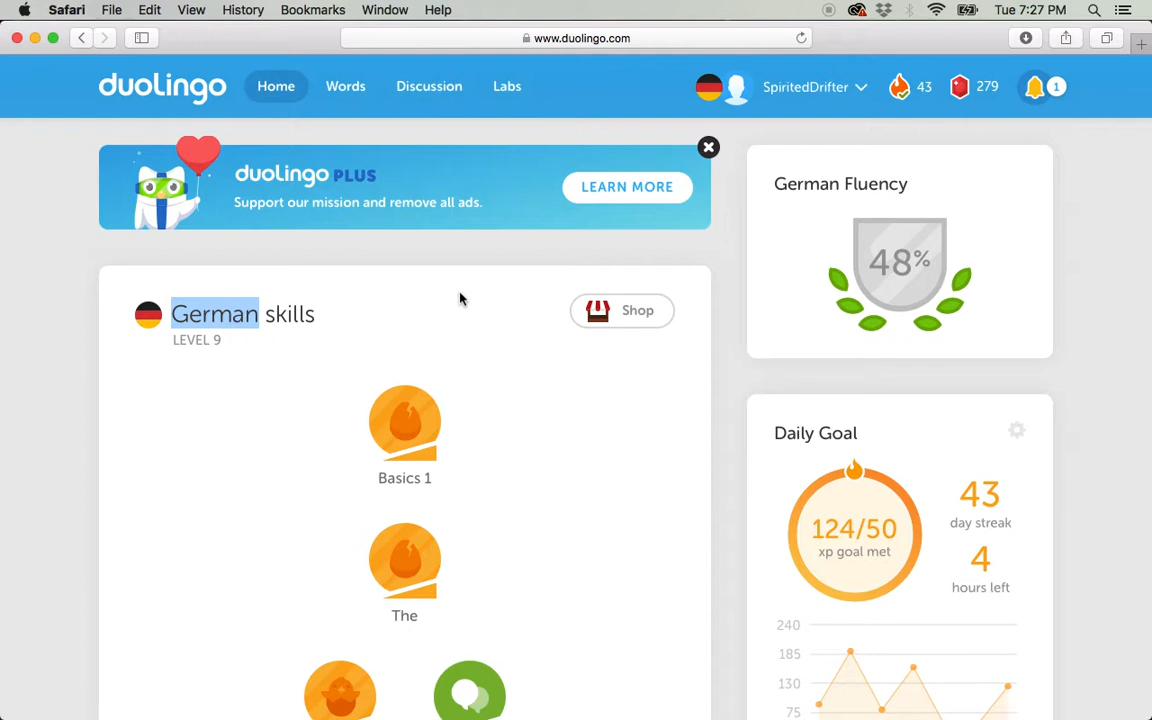 Safari File Edit View History Bookmarks Window Help Tue 7:27 PM
www.duolingo.com
duolingo Home Words Discussion Labs SpiritedDrifter 43 279 1
duolingo PLUS
Support our mission and remove all ads.
LEARN MORE
German Fluency
48%
German skills
LEVEL 9
Shop
Basics 1
The
Daily Goal
124/50
xp goal met
43
day streak
4
hours left
240
185
130
75